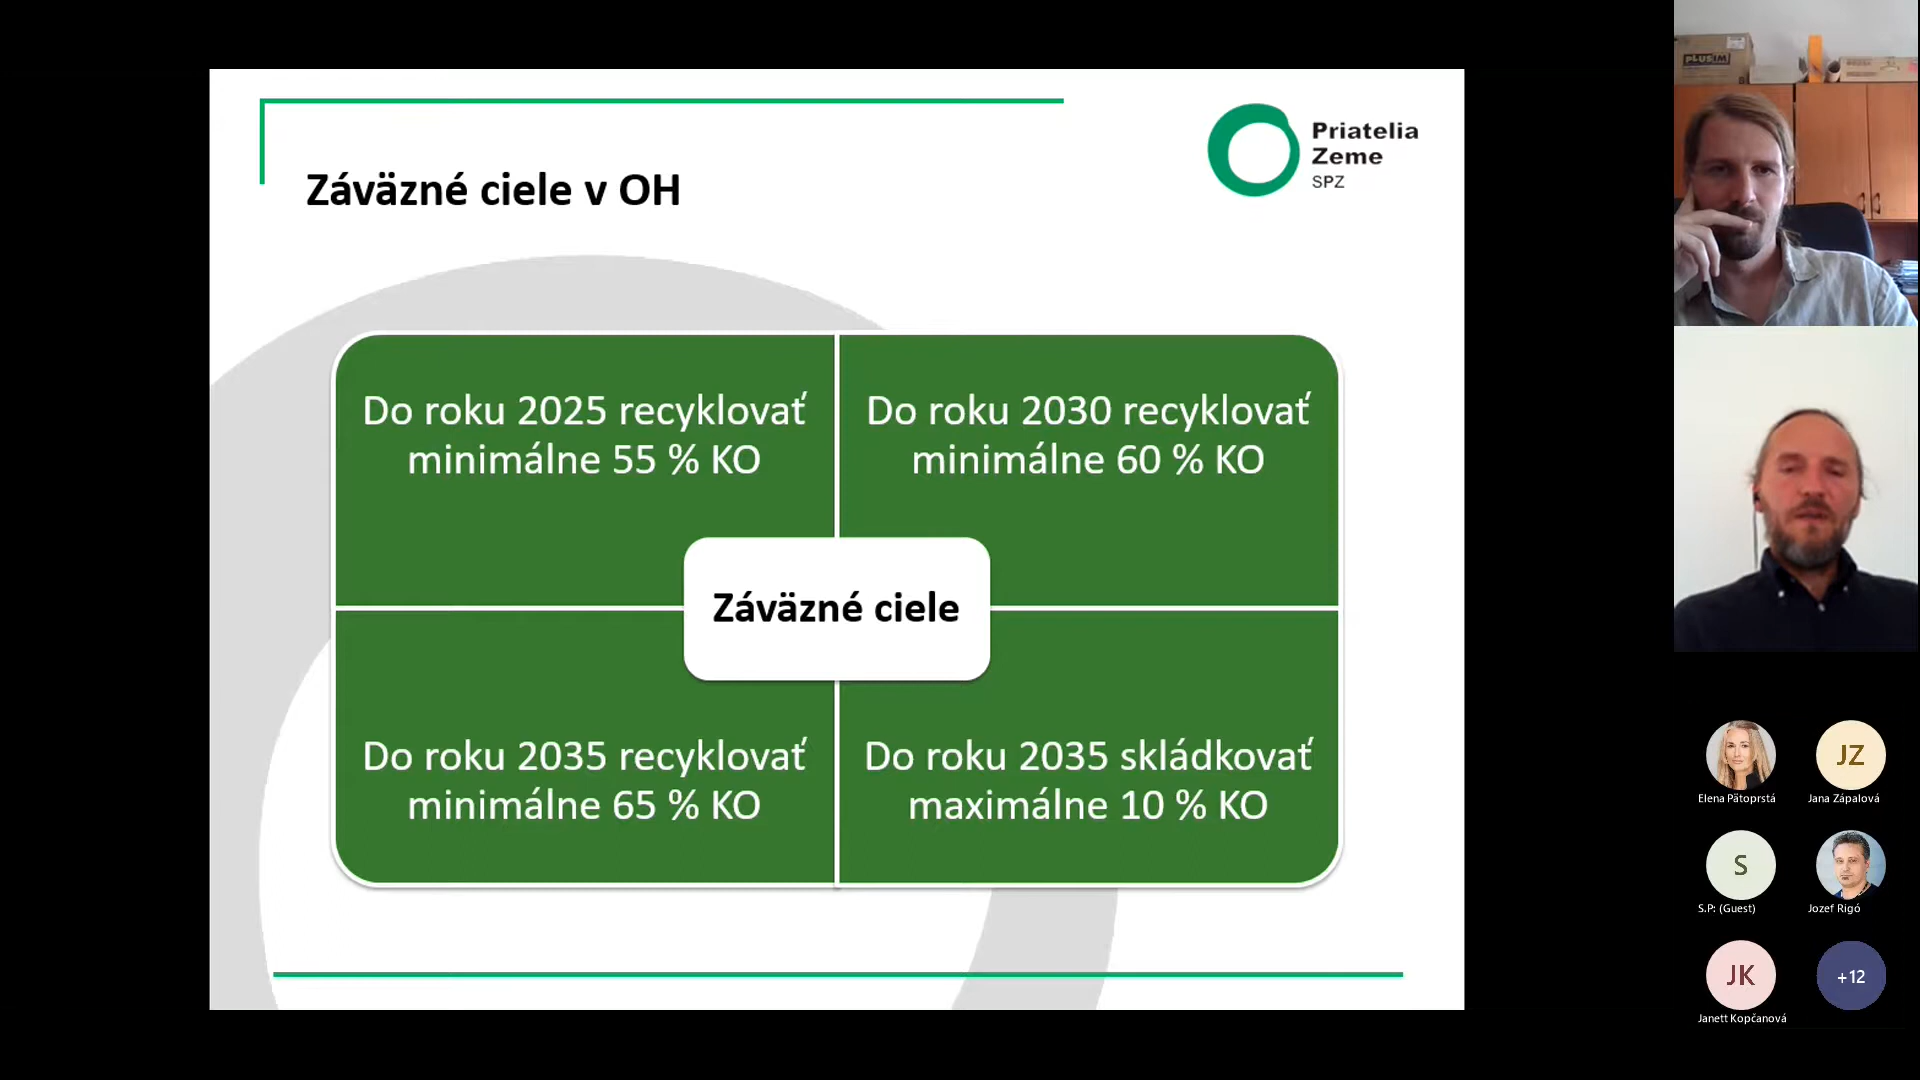 Záväzné ciele v OH
Priatelia
Zeme
SPZ
Do roku 2025 recyklovať
minimálne 55 % KO
Do roku 2030 recyklovať
minimálne 60 % KO
Záväzné ciele
Do roku 2035 recyklovať
minimálne 65 % KO
Do roku 2035 skládkovať
maximálne 10 % KO
PLUSIM
Elena Pätoprstá
JZ
Jana Zápalová
S
S.P: (Guest)
Jozef Rigó
JK
Janett Kopčanová
+12